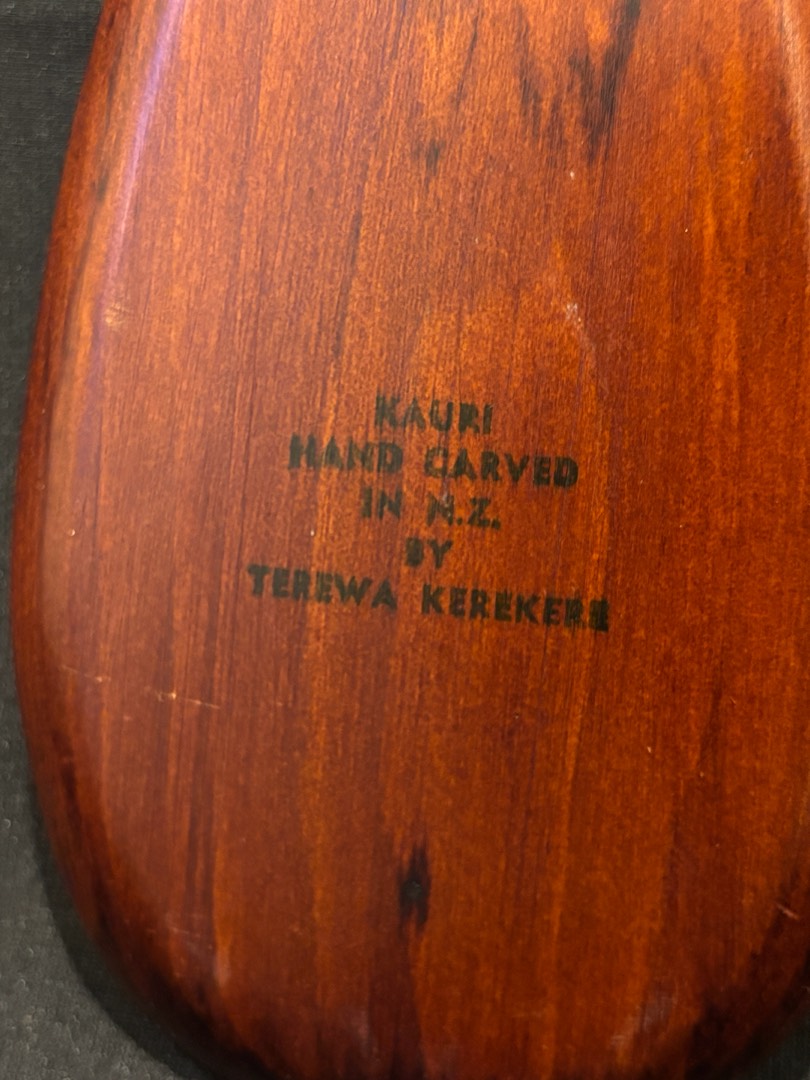 KAURI
HAND CARVED
IN N.Z.
BY
TEREWA KEREKERE